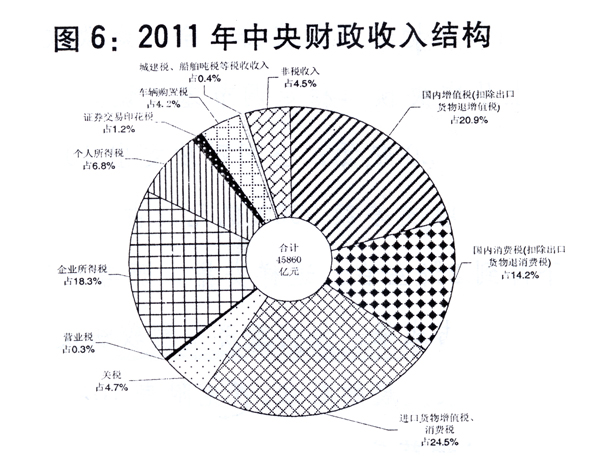 图6：2011年中央财政收入结构
城建税、船舶吨税等税收收入
占0.4%
非税收入
占4.5%
车辆购置税
占4.2%
证券交易印花税
占1.2%
个人所得税
占6.8%
国内增值税(扣除出口
货物退增值税)
占20.9%
合计
45860
亿元
国内消费税(扣除出口
货物退消费税)
占14.2%
企业所得税
占18.3%
营业税
占0.3%
关税
占4.7%
进口货物增值税、
消费税
占24.5%